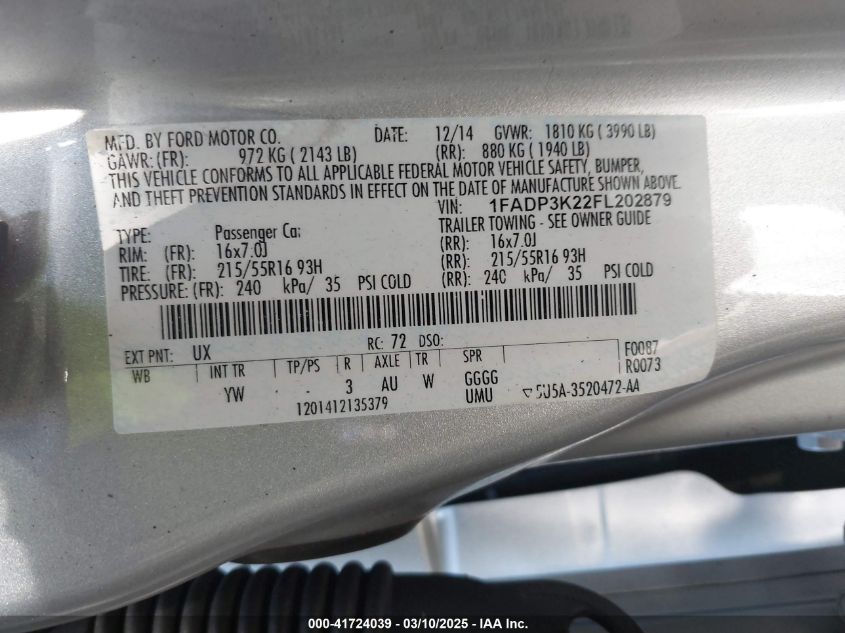 MFD. BY FORD MOTOR CO. DATE: 12/14 GVWR: 1810 KG ( 3990 LB)
GAWR:(FR): 972 KG ( 2143 LB) (RR): 880 KG ( 1940 LB)
THIS VEHICLE CONFORMS TO ALL APPLICABLE FEDERAL MOTOR VEHICLE SAFETY, BUMPER,
AND THEFT PREVENTION STANDARDS IN EFFECT ON THE DATE OF MANUFACTURE SHOWN ABOVE.
VIN: 1FADP3K22FL202879
TYPE: Passenger Car TRAILER TOWING - SEE OWNER GUIDE
RIM: (FR): 16x7.0J (RR): 16x7.0J
TIRE: (FR): 215/55R16 93H (RR): 215/55R16 93H
PRESSURE: (FR): 240 kPa/ 35 PSI COLD (RR): 240 kPa/ 35 PSI COLD
EXT PNT: UX RC: 72 DSO: F0087
WB INT TR TP/PS R AXLE TR SPR R0073
YW - 3 AU W GGGG
1201412135379 UMU 5U5A-3520472-AA
000-41724039 - 03/10/2025 - IAA Inc.